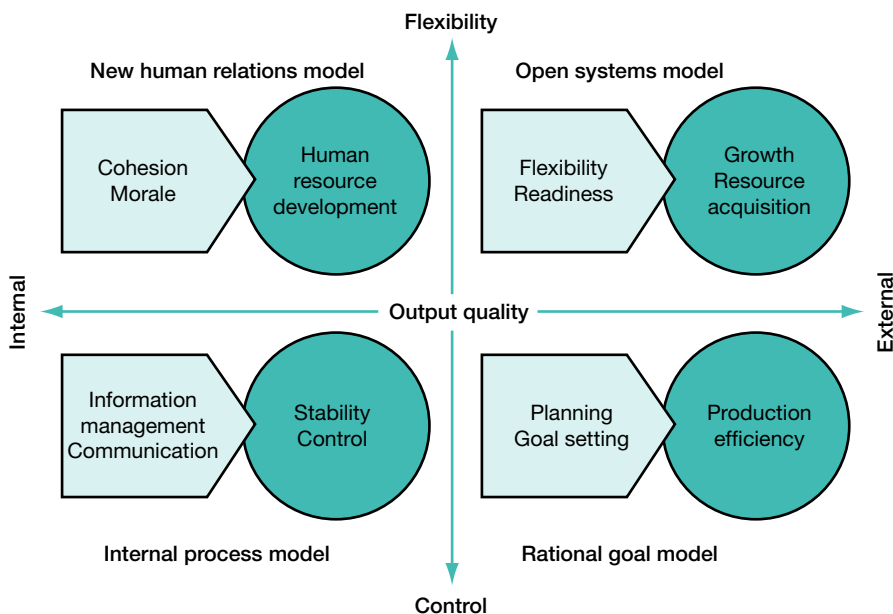 Flexibility
New human relations model
Open systems model
Cohesion
Morale
Human
resource
development
Flexibility
Readiness
Growth
Resource
acquisition
Internal
Output quality
External
Information
management
Communication
Stability
Control
Planning
Goal setting
Production
efficiency
Internal process model
Rational goal model
Control